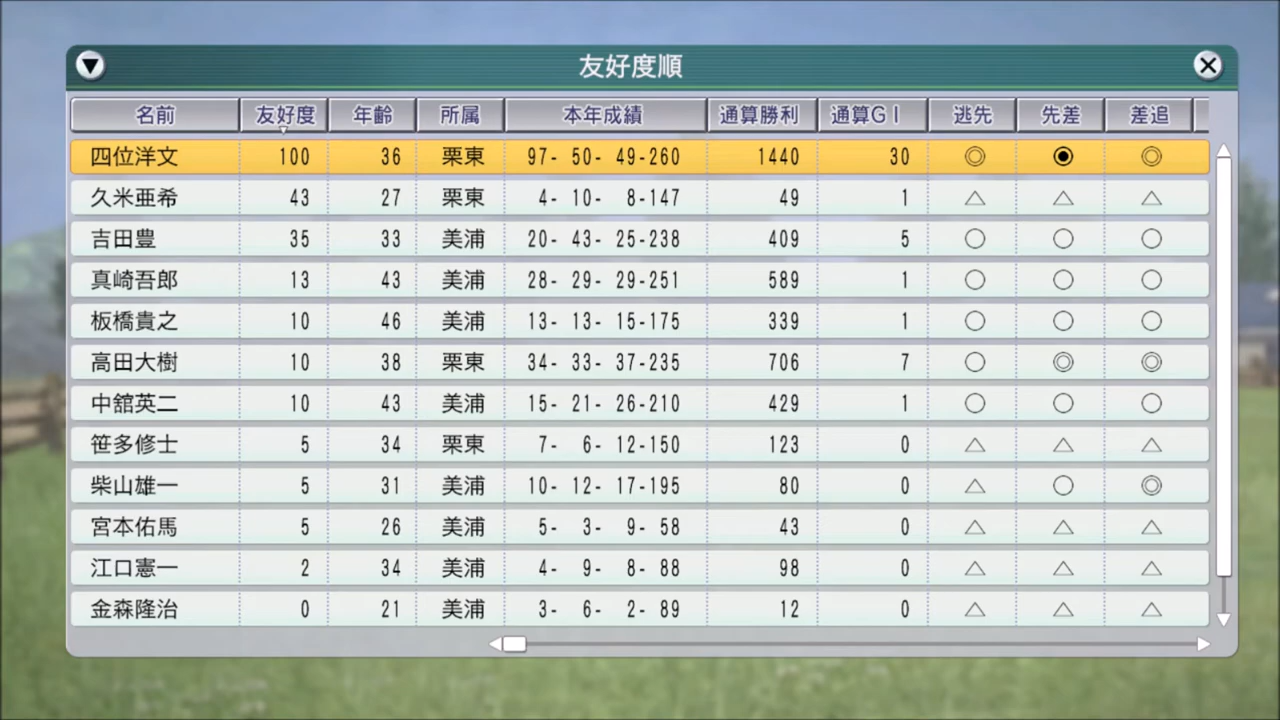 友好度順
名前 友好度 年齢 所属 本年成績 通算勝利 通算GⅠ 逃先 先差 差追
四位洋文 100 36 栗東 97- 50- 49-260 1440 30 ◎ ◉ ◎
久米亜希 43 27 栗東 4- 10- 8-147 49 1 △ △ △
吉田豊 35 33 美浦 20- 43- 25-238 409 5 ○ ○ ○
真崎吾郎 13 43 美浦 28- 29- 29-251 589 1 ○ ○ ○
板橋貴之 10 46 美浦 13- 13- 15-175 339 1 ○ ○ ○
高田大樹 10 38 栗東 34- 33- 37-235 706 7 ○ ◎ ◎
中舘英二 10 43 美浦 15- 21- 26-210 429 1 ○ ○ ○
笹多修士 5 34 栗東 7- 6- 12-150 123 0 △ △ △
柴山雄一 5 31 美浦 10- 12- 17-195 80 0 △ ○ ◎
宮本佑馬 5 26 美浦 5- 3- 9- 58 43 0 △ △ △
江口憲一 2 34 美浦 4- 9- 8- 88 98 0 △ △ △
金森隆治 0 21 美浦 3- 6- 2- 89 12 0 △ △ △